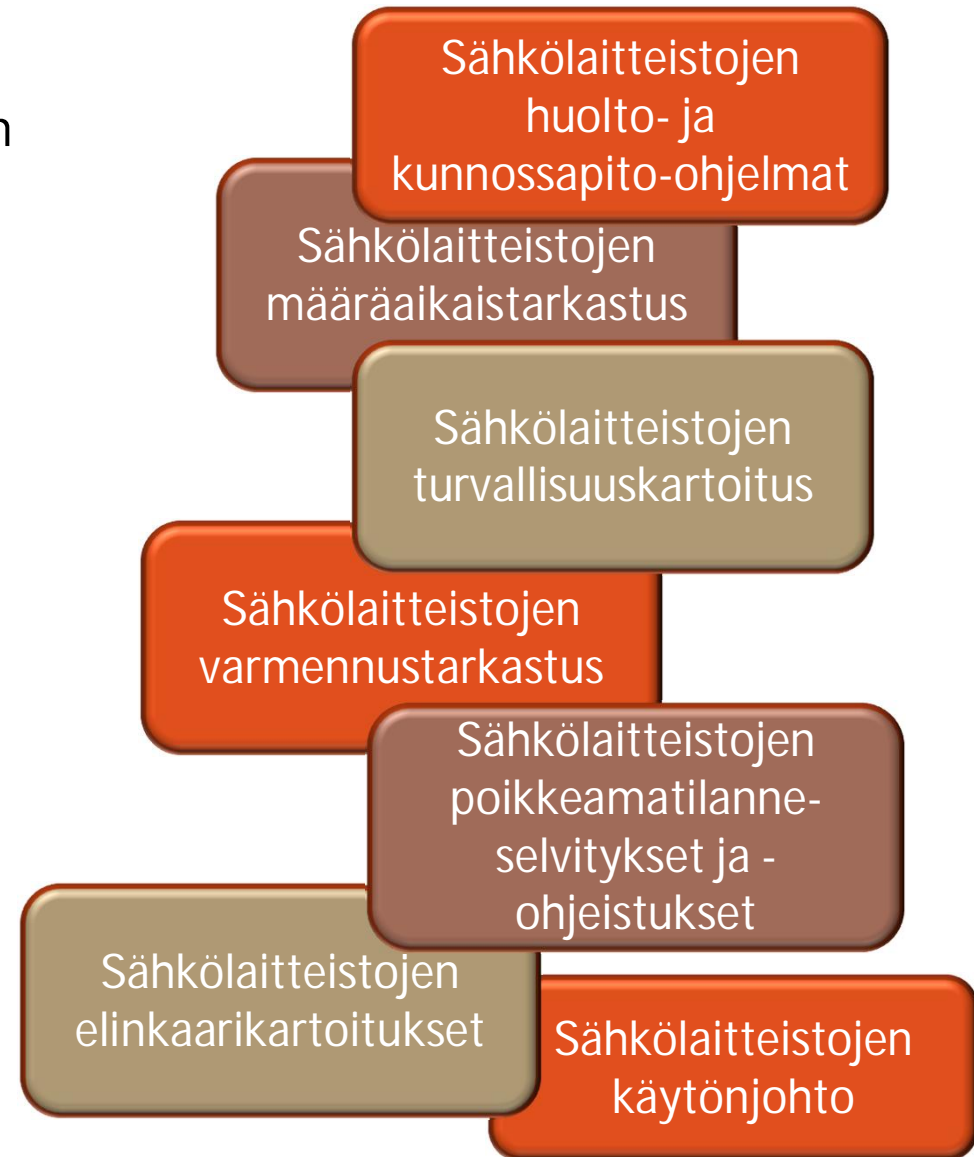 n
Sähkölaitteistojen
huolto- ja
kunnossapito-ohjelmat
Sähkölaitteistojen
määräaikaistarkastus
Sähkölaitteistojen
turvallisuuskartoitus
Sähkölaitteistojen
varmennustarkastus
Sähkölaitteistojen
poikkeamatilanne-
selvitykset ja -
ohjeistukset
Sähkölaitteistojen
elinkaarikartoitukset
Sähkölaitteistojen
käytönjohto